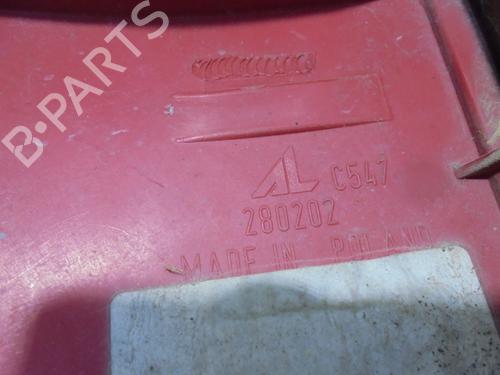 B-PARTS
AL C547
280202
MADE IN POLAND